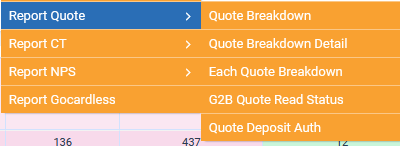 Report Quote
Report CT
Report NPS
Report Gocardless
Quote Breakdown
Quote Breakdown Detail
Each Quote Breakdown
G2B Quote Read Status
Quote Deposit Auth
136
437
12